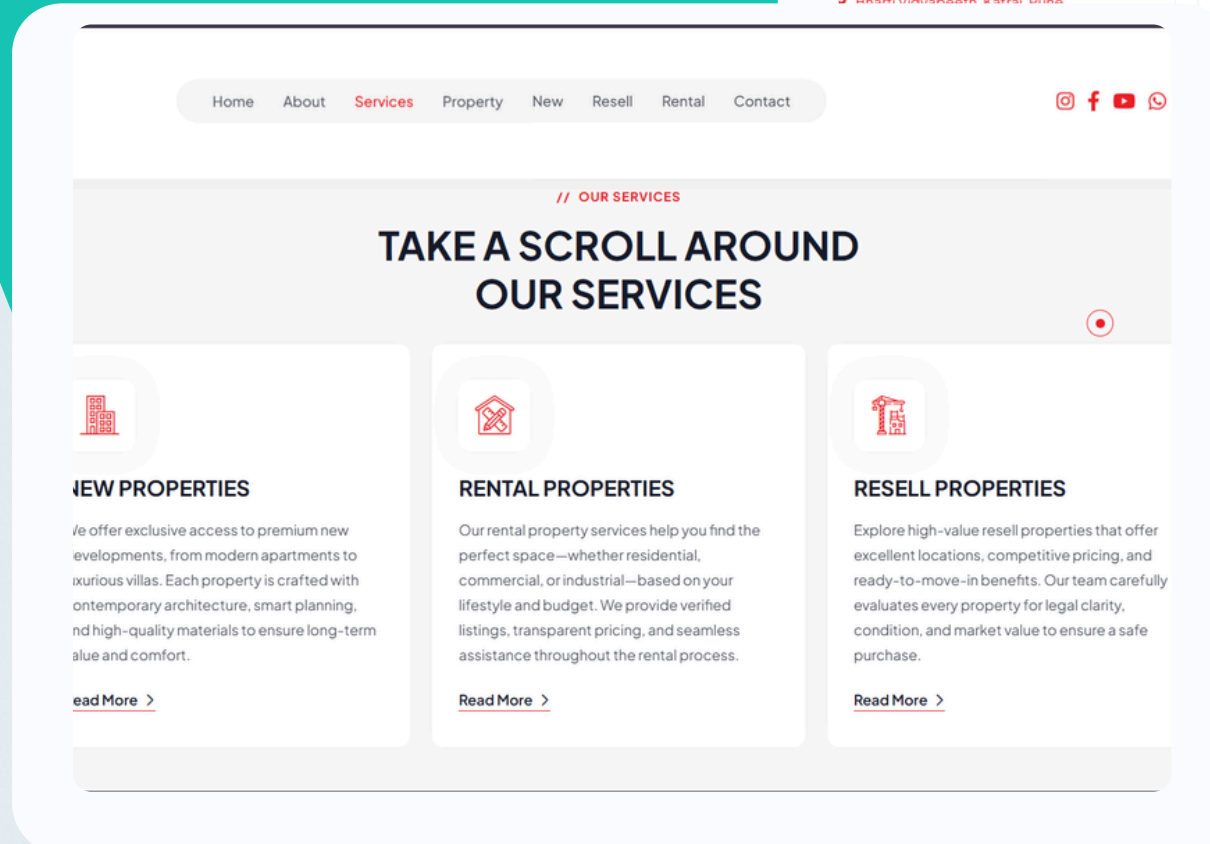 Bharti Vidyapeeth, Katraj, Pune
Home About Services Property New Resell Rental Contact
// OUR SERVICES
TAKE A SCROLL AROUND
OUR SERVICES
NEW PROPERTIES
We offer exclusive access to premium new
evelopments, from modern apartments to
uxurious villas. Each property is crafted with
ontemporary architecture, smart planning,
nd high-quality materials to ensure long-term
alue and comfort.
ead More
RENTAL PROPERTIES
Our rental property services help you find the
perfect space—whether residential,
commercial, or industrial—based on your
lifestyle and budget. We provide verified
listings, transparent pricing, and seamless
assistance throughout the rental process.
Read More
RESELL PROPERTIES
Explore high-value resell properties that offer
excellent locations, competitive pricing, and
ready-to-move-in benefits. Our team carefully
evaluates every property for legal clarity,
condition, and market value to ensure a safe
purchase.
Read More